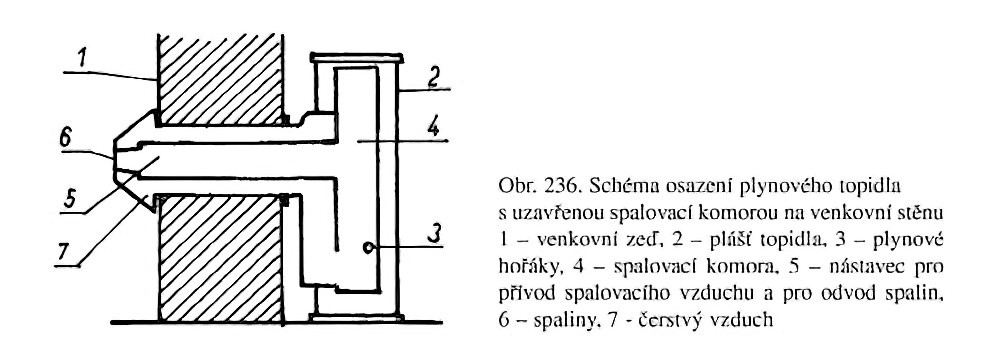 1
2
6
4
5
7
3
Obr. 236. Schéma osazení plynového topidla
s uzavřenou spalovací komorou na venkovní stěnu
1 – venkovní zeď, 2 – plášť topidla, 3 – plynové
hořáky, 4 – spalovací komora, 5 – nástavec pro
přívod spalovacího vzduchu a pro odvod spalin,
6 – spaliny, 7 - čerstvý vzduch